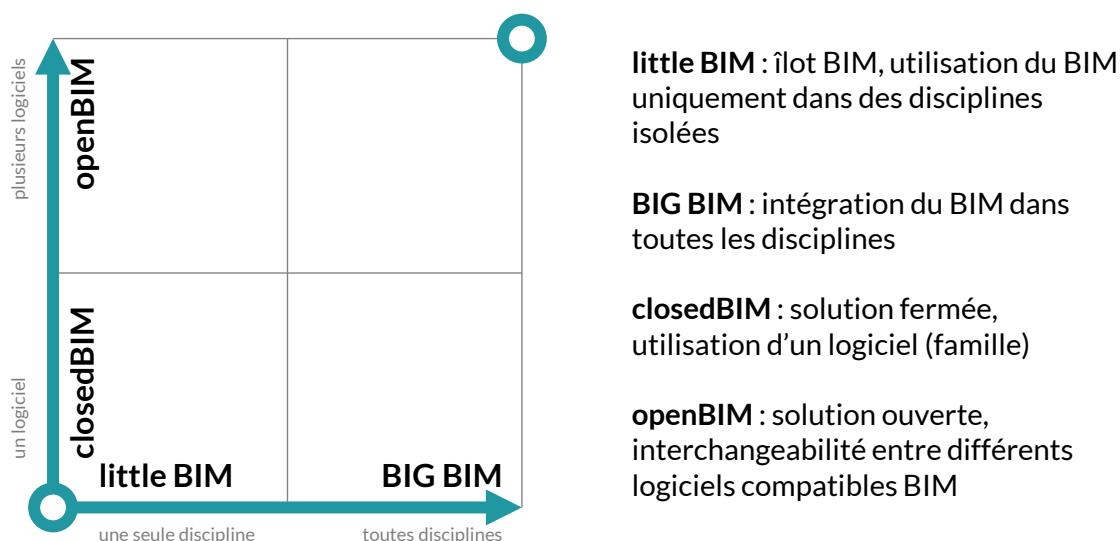 plusieurs logiciels
openBIM
un logiciel
closedBIM
little BIM
BIG BIM
une seule discipline
toutes disciplines
little BIM : îlot BIM, utilisation du BIM
uniquement dans des disciplines
isolées
BIG BIM : intégration du BIM dans
toutes les disciplines
closedBIM : solution fermée,
utilisation d’un logiciel (famille)
openBIM : solution ouverte,
interchangeabilité entre différents
logiciels compatibles BIM